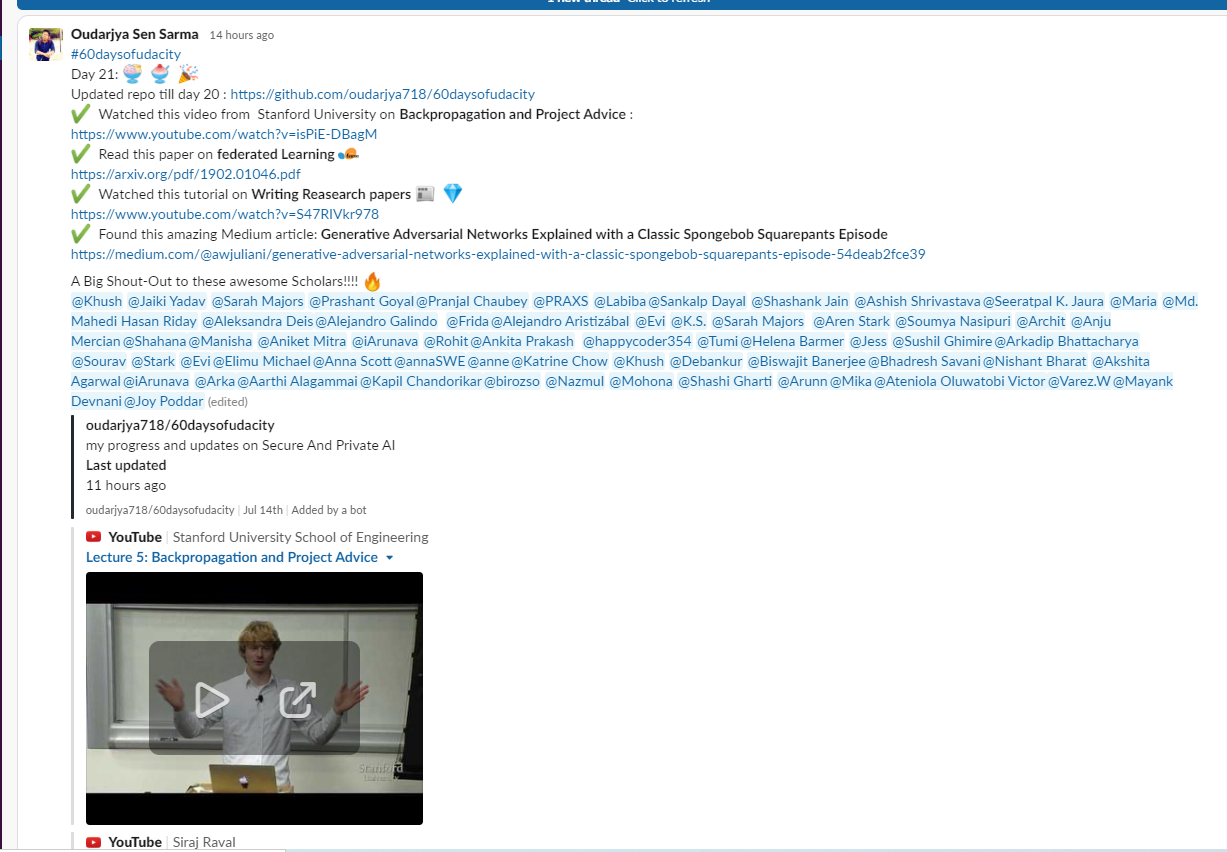 1 new thread Click to refresh
Oudarjya Sen Sarma 14 hours ago
#60daysofudacity
Day 21:
Updated repo till day 20 : https://github.com/oudarjya718/60daysofudacity
Watched this video from Stanford University on Backpropagation and Project Advice :
https://www.youtube.com/watch?v=isPiE-DBagM
Read this paper on federated Learning
https://arxiv.org/pdf/1902.01046.pdf
Watched this tutorial on Writing Reasearch papers
https://www.youtube.com/watch?v=S47RIVkr978
Found this amazing Medium article: Generative Adversarial Networks Explained with a Classic Spongebob Squarepants Episode
https://medium.com/@awjuliani/generative-adversarial-networks-explained-with-a-classic-spongebob-squarepants-episode-54deab2fce39
A Big Shout-Out to these awesome Scholars!!!!
@Khush @Jaiki Yadav @Sarah Majors @Prashant Goyal @Pranjal Chaubey @PRAXS @Labiba @Sankalp Dayal @Shashank Jain @Ashish Shrivastava @Seeratpal K. Jaura @Maria @Md.
Mahedi Hasan Riday @Aleksandra Deis @Alejandro Galindo @Frida @Alejandro Aristizábal @Evi @K.S. @Sarah Majors @Aren Stark @Soumya Nasipuri @Archit @Anju
Mercian @Shahana @Manisha @Aniket Mitra @iArunava @Rohit @Ankita Prakash @happycoder354 @Tumi @Helena Barmer @Jess @Sushil Ghimire @Arkadip Bhattacharya
@Sourav @Stark @Evi @Elimu Michael @Anna Scott @annaSWE @anne @Katrine Chow @Khush @Debankur @Biswajit Banerjee @Bhadresh Savani @Nishant Bharat @Akshita
Agarwal @iArunava @Arka @Aarthi Alagammai @Kapil Chandorikar @birozso @Nazmul @Mohona @Shashi Gharti @Arunn @Mika @Ateniola Oluwatobi Victor @Varez.W @Mayank
Devnani @Joy Poddar (edited)
oudarjya718/60daysofudacity
my progress and updates on Secure And Private AI
Last updated
11 hours ago
oudarjya718/60daysofudacity | Jul 14th | Added by a bot
YouTube | Stanford University School of Engineering
Lecture 5: Backpropagation and Project Advice
Stanford
University
YouTube | Siraj Raval